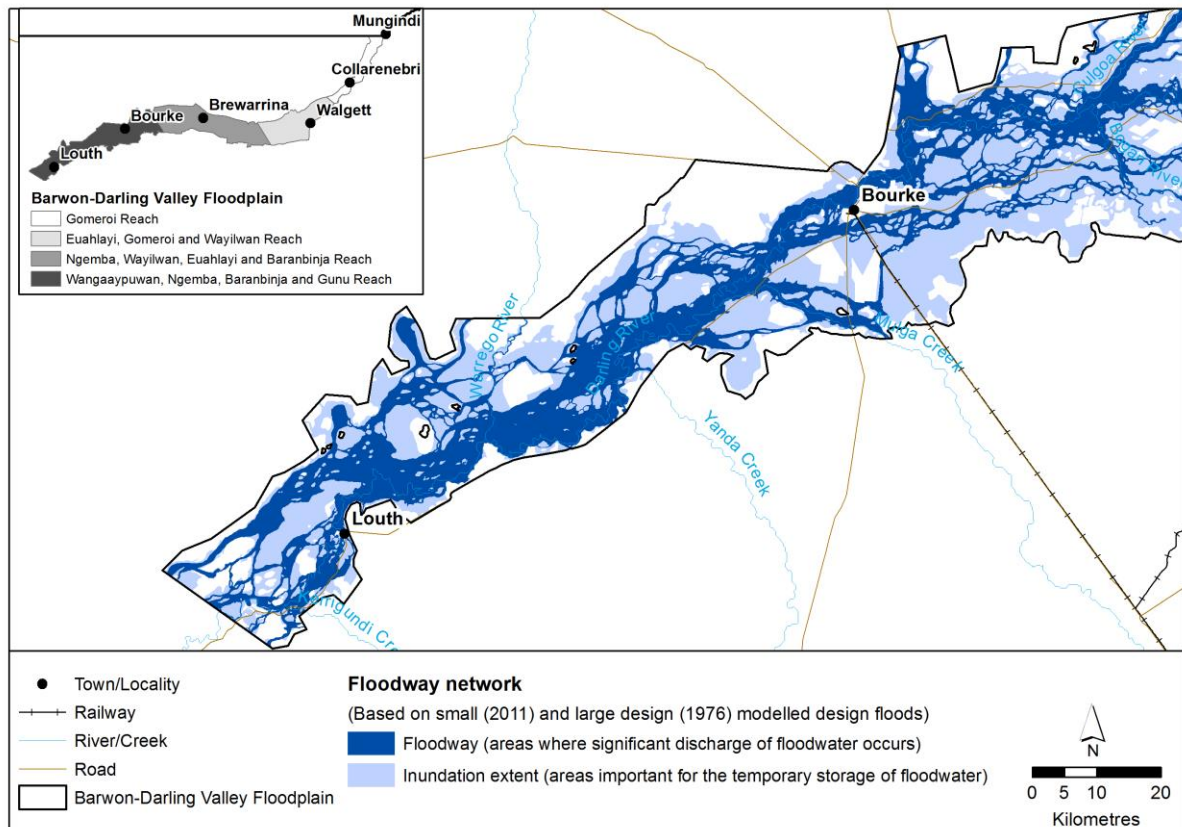 Mungindi
Collarenebri
Walgett
Brewarrina
Bourke
Louth
Barwon-Darling Valley Floodplain
Gomeroi Reach
Euahlayi, Gomeroi and Wayilwan Reach
Ngemba, Wayilwan, Euahlayi and Baranbinja Reach
Wangaaypuwan, Ngemba, Baranbinja and Gunu Reach
Bogan River
Bourke
Warrego River
Darling River
Mulga Creek
Yanda Creek
Louth
Town/Locality
Railway
River/Creek
Road
Barwon-Darling Valley Floodplain
Floodway network
(Based on small (2011) and large design (1976) modelled design floods)
Floodway (areas where significant discharge of floodwater occurs)
Inundation extent (areas important for the temporary storage of floodwater)
N
0 5 10 20
Kilometres